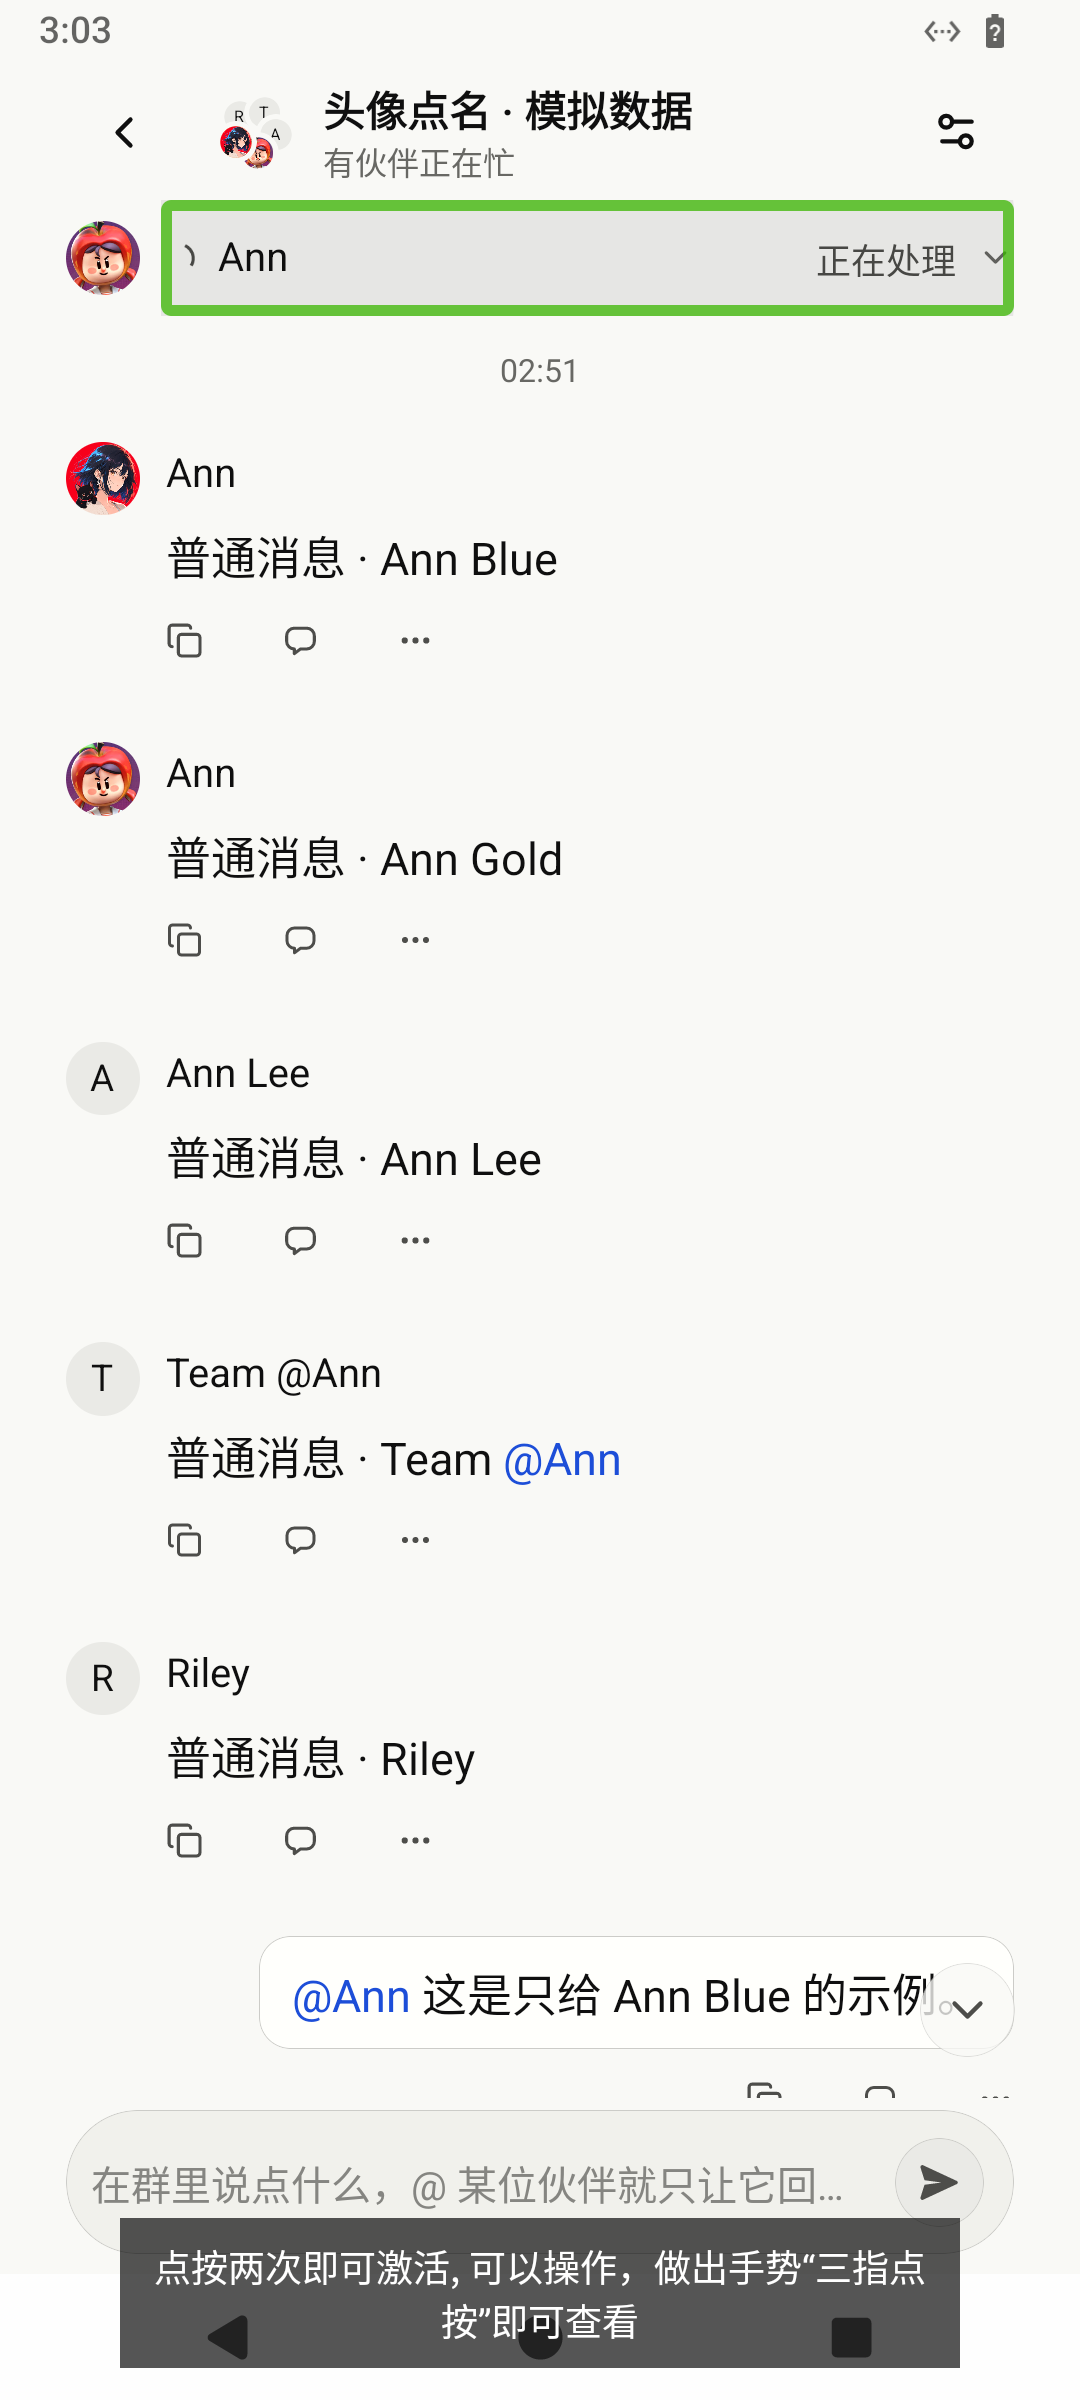 3:03
R T
A
头像点名 · 模拟数据
有伙伴正在忙
Ann 正在处理
02:51
Ann
普通消息 · Ann Blue
Ann
普通消息 · Ann Gold
A Ann Lee
普通消息 · Ann Lee
T Team @Ann
普通消息 · Team @Ann
R Riley
普通消息 · Riley
@Ann 这是只给 Ann Blue 的示例。
在群里说点什么，@ 某位伙伴就只让它回...
点按两次即可激活, 可以操作，做出手势“三指点
按”即可查看